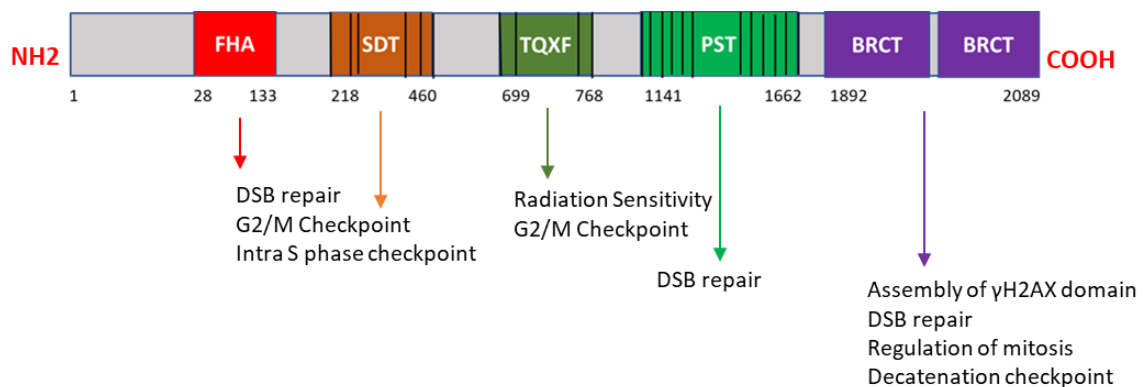 NH2 FHA SDT TQXF PST BRCT BRCT COOH
1 28 133 218 460 699 768 1141 1662 1892 2089
DSB repair
G2/M Checkpoint
Intra S phase checkpoint
Radiation Sensitivity
G2/M Checkpoint
DSB repair
Assembly of γH2AX domain
DSB repair
Regulation of mitosis
Decatenation checkpoint